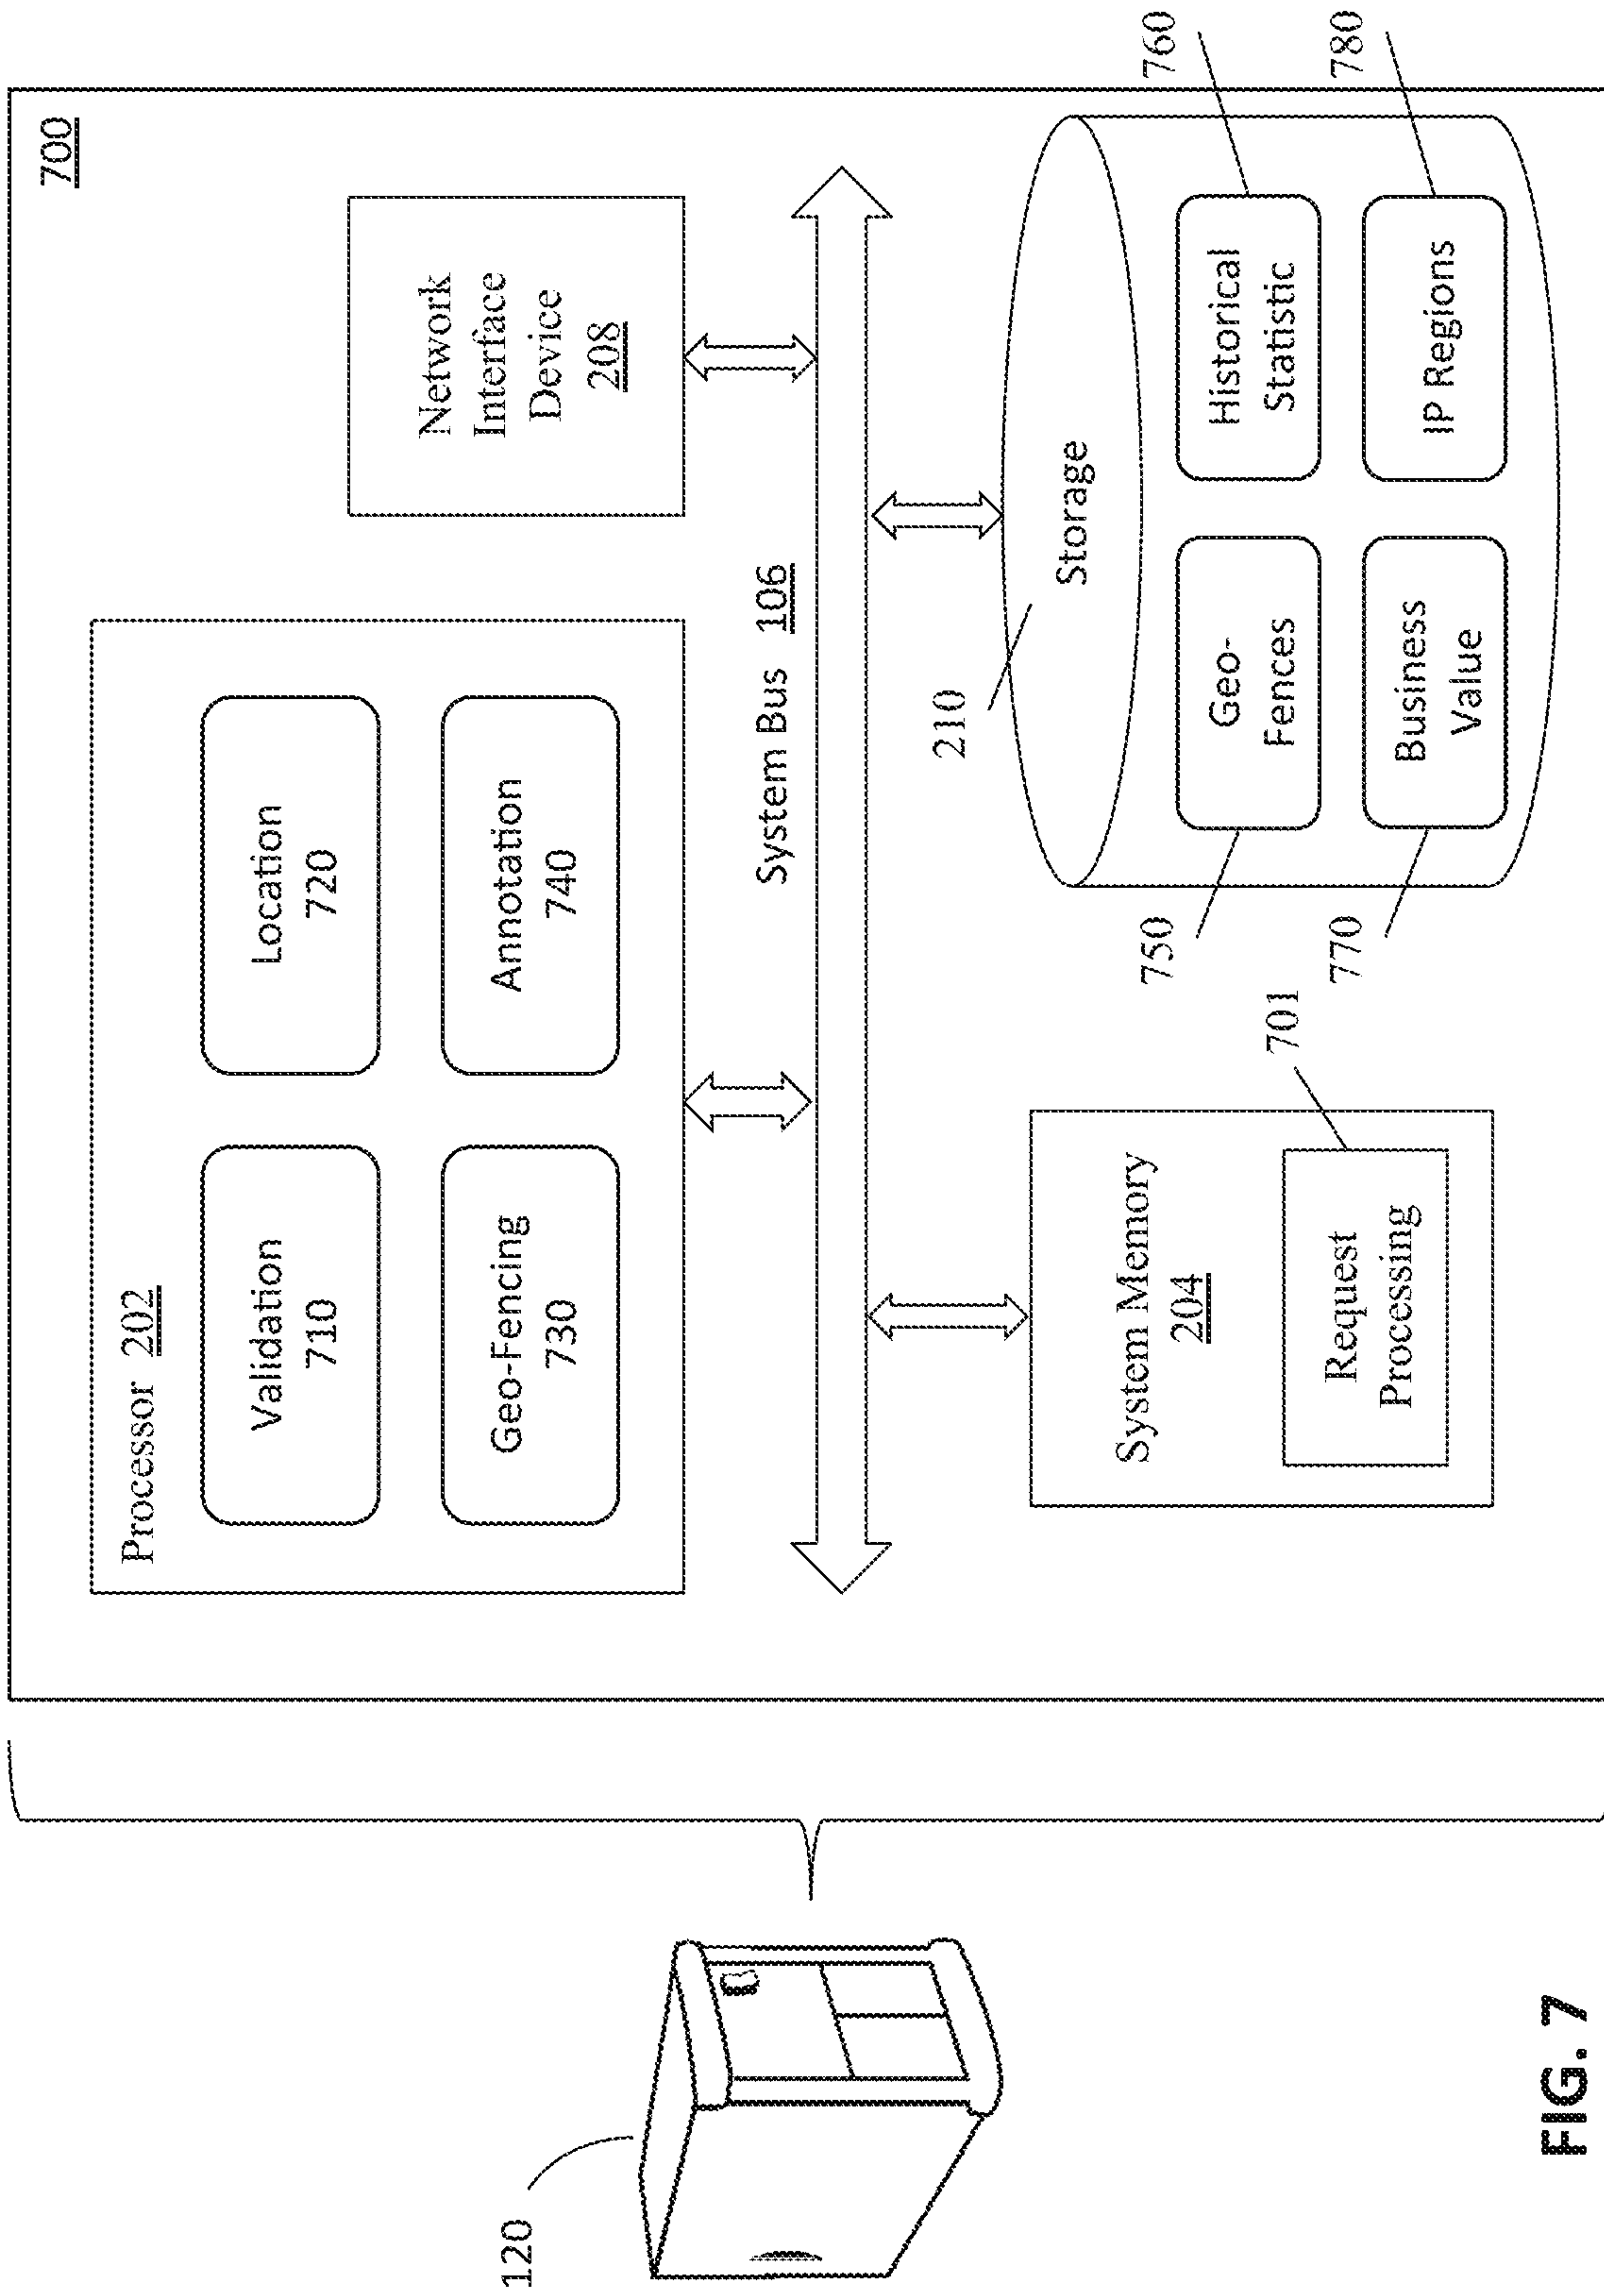 700
Processor 202
Validation
710
Location
720
Geo-Fencing
730
Annotation
740
Network
Interface
Device
208
System Bus 106
120
System Memory
204
Request
Processing
701
210
Storage
Geo-
Fences
750
Historical
Statistic
760
Business
Value
770
IP Regions
780
FIG. 7